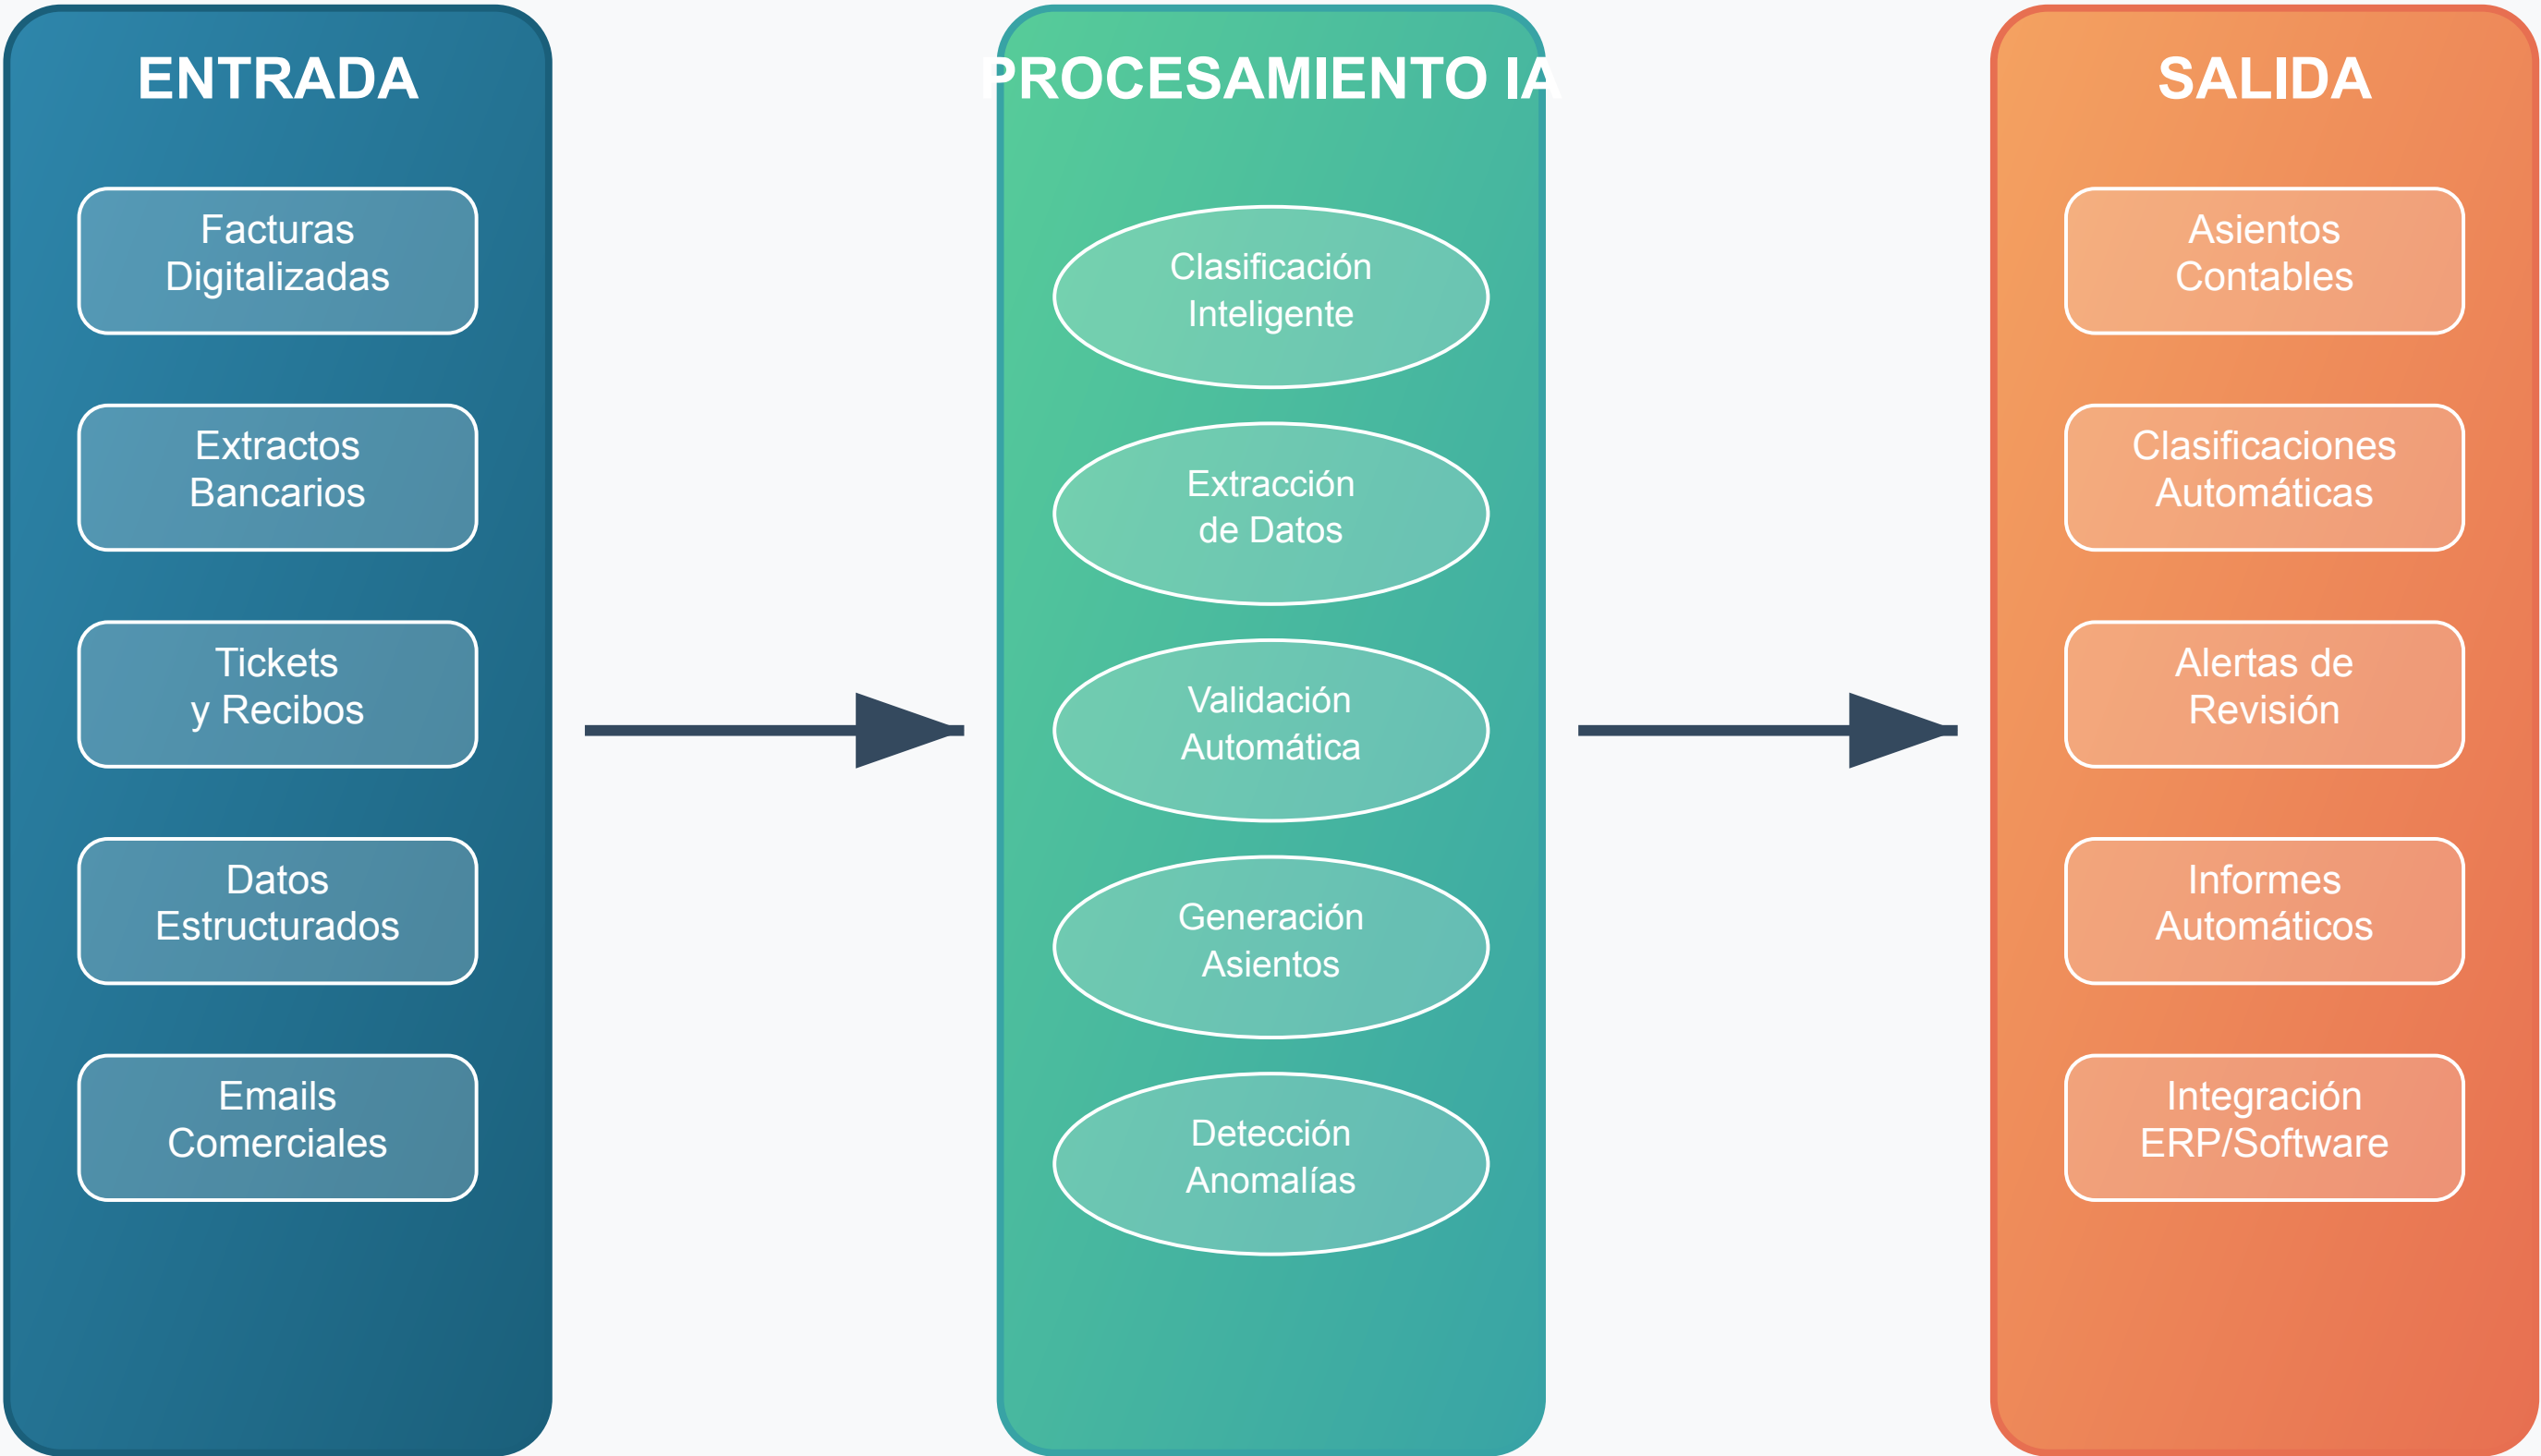 ENTRADA
Facturas
Digitalizadas
Extractos
Bancarios
Tickets
y Recibos
Datos
Estructurados
Emails
Comerciales
PROCESAMIENTO IA
Clasificación
Inteligente
Extracción
de Datos
Validación
Automática
Generación
Asientos
Detección
Anomalías
SALIDA
Asientos
Contables
Clasificaciones
Automáticas
Alertas de
Revisión
Informes
Automáticos
Integración
ERP/Software